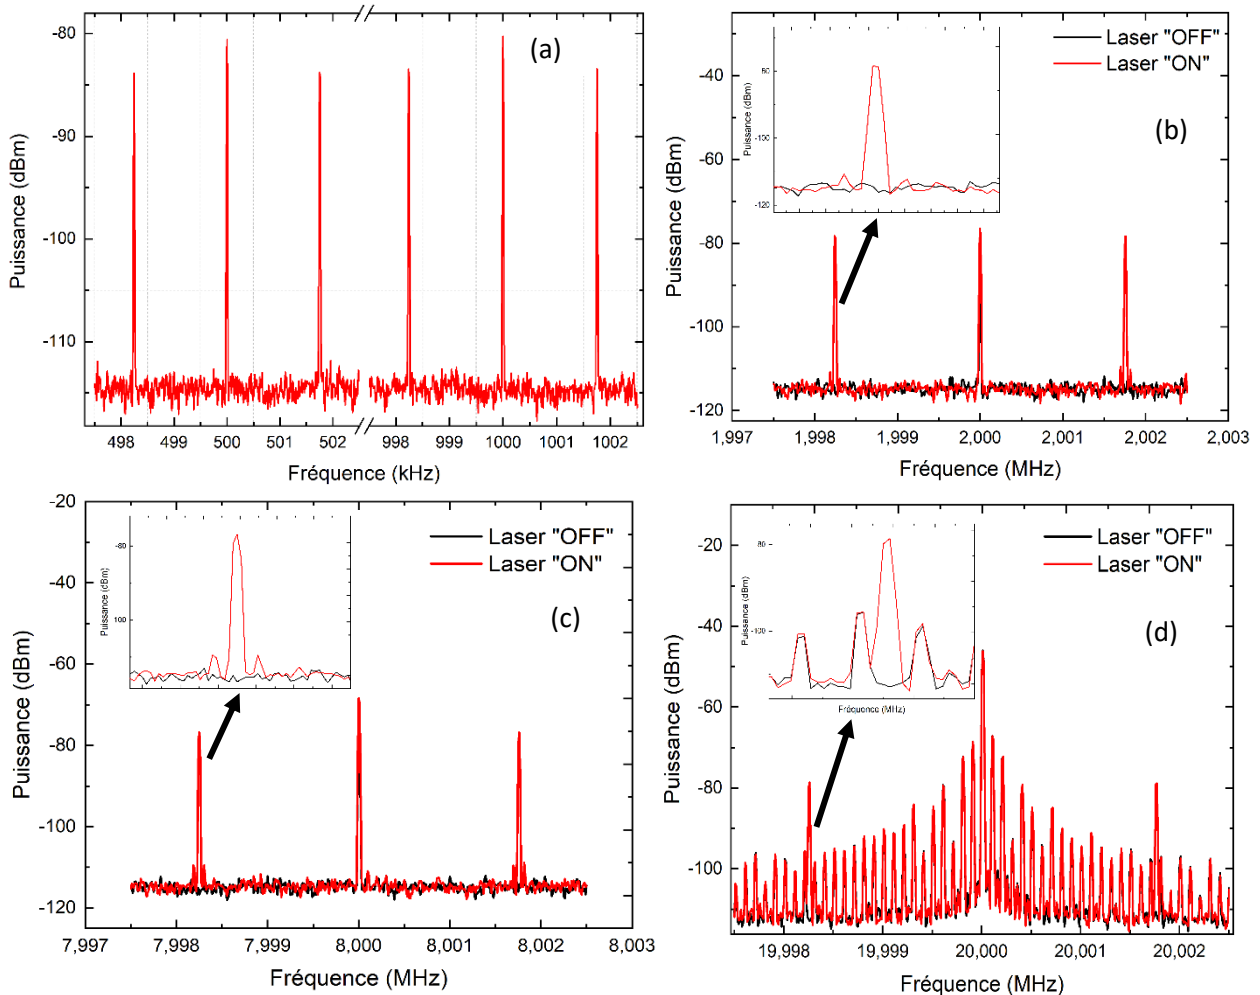 (a)
Puissance (dBm)
-80
-90
-100
-110
498 499 500 501 502 998 999 1000 1001 1002
Fréquence (kHz)
(b)
Laser "OFF"
Laser "ON"
Puissance (dBm)
-40
-60
-80
-100
-120
1,997 1,998 1,999 2,000 2,001 2,002 2,003
Fréquence (MHz)
Puissance (dBm)
-100
-120
(c)
Laser "OFF"
Laser "ON"
Puissance (dBm)
-20
-40
-60
-80
-100
-120
7,997 7,998 7,999 8,000 8,001 8,002 8,003
Fréquence (MHz)
Puissance (dBm)
-80
100
(d)
Laser "OFF"
Laser "ON"
Puissance (dBm)
-20
-40
-60
-80
-100
19,998 19,999 20,000 20,001 20,002
Fréquence (MHz)
Puissance (dBm)
-80
-100
Fréquence (MHz)